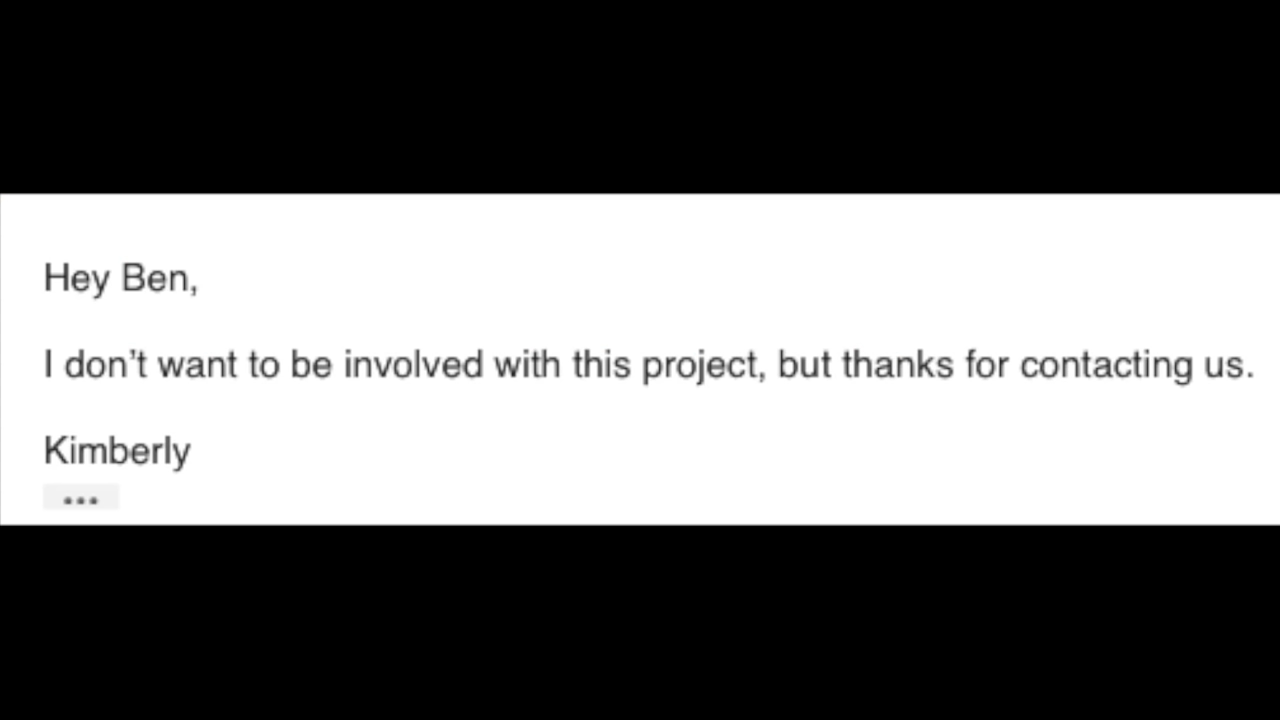 Hey Ben,
I don’t want to be involved with this project, but thanks for contacting us.
Kimberly